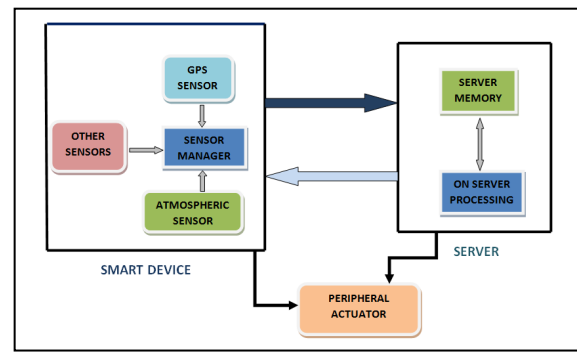 GPS
SENSOR
SERVER
MEMORY
OTHER
SENSORS
SENSOR
MANAGER
ATMOSPHERIC
SENSOR
ON SERVER
PROCESSING
SMART DEVICE
SERVER
PERIPHERAL
ACTUATOR